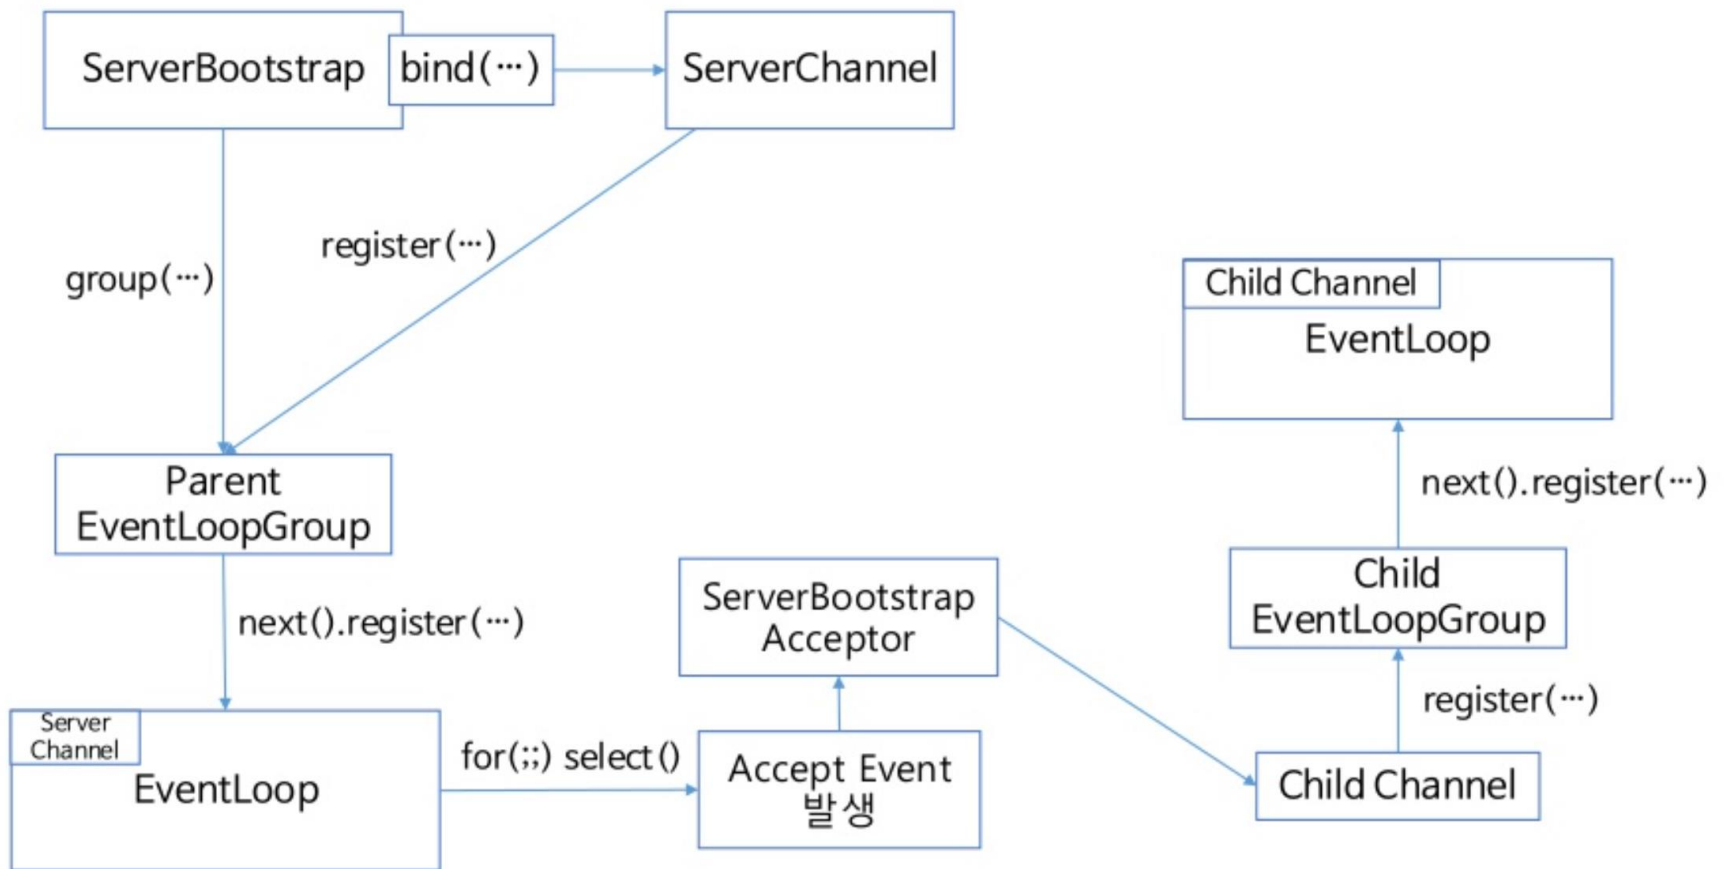 ServerBootstrap
bind(⋯)
ServerChannel
group(⋯)
register(⋯)
Parent
EventLoopGroup
next().register(⋯)
Server
Channel
EventLoop
for(;;) select()
Accept Event
발생
ServerBootstrap
Acceptor
Child Channel
register(⋯)
Child
EventLoopGroup
next().register(⋯)
Child Channel
EventLoop